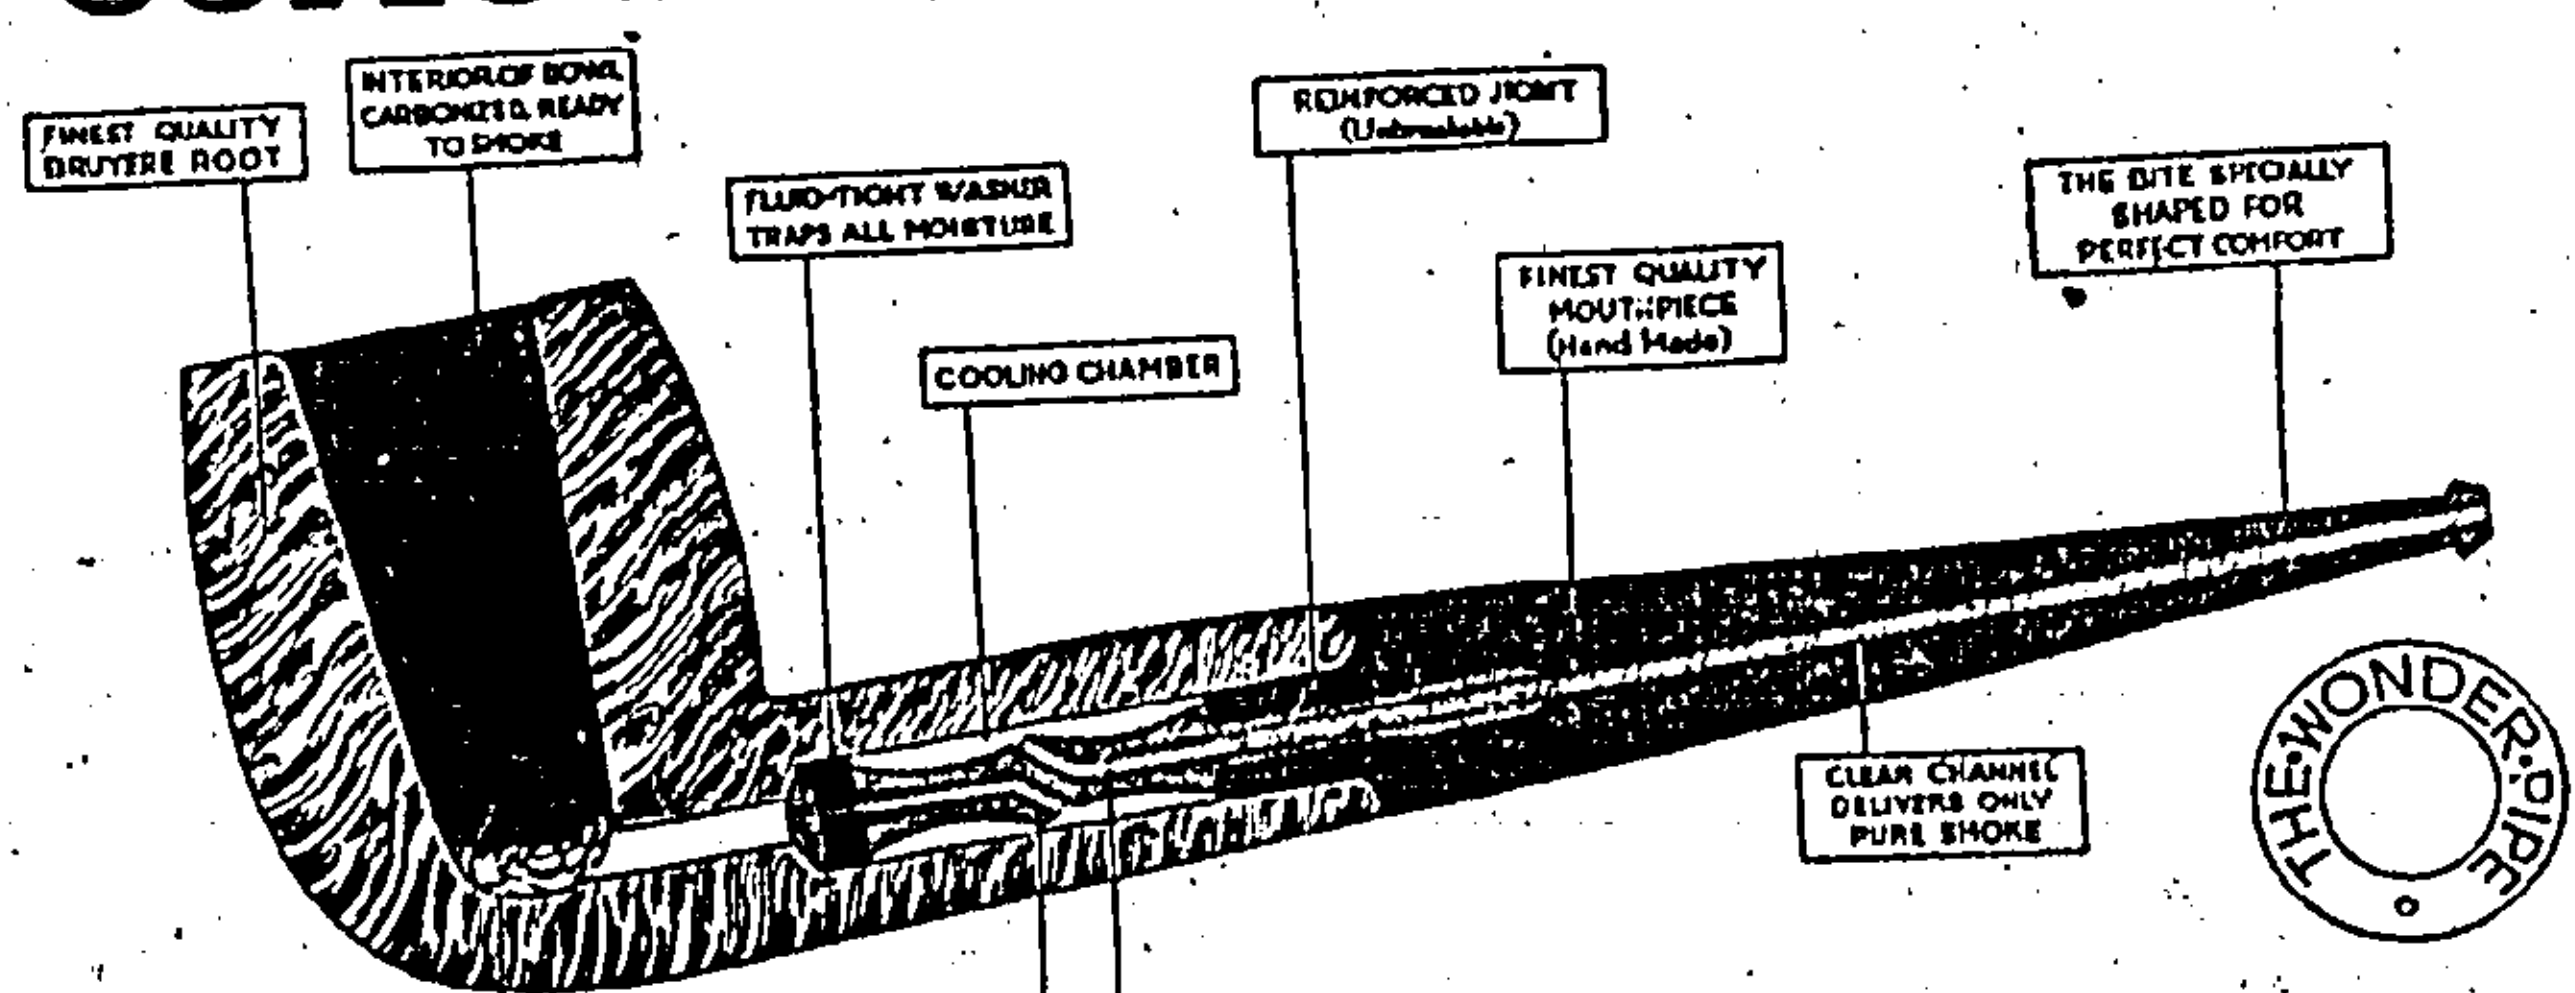 FINEST QUALITY
BRUYERE ROOT
INTERIOR OF BOWL
CARBONIZED, READY
TO SMOKE
FLUID-TIGHT WASHER
TRAPS ALL MOISTURE
COOLING CHAMBER
REINFORCED JOINT
(Unbreakable)
FINEST QUALITY
MOUTHPIECE
(Hand Made)
THE BITE SPECIALLY
SHAPED FOR
PERFECT COMFORT
CLEAR CHANNEL
DELIVERS ONLY
PURE SMOKE
THE·WONDER·PIPE